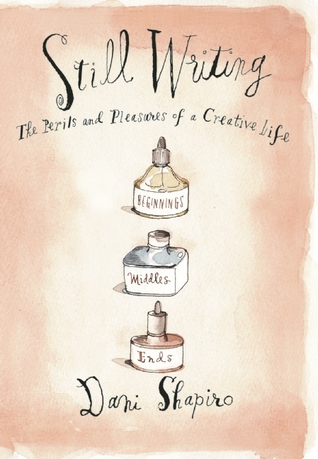 Still Writing
The Perils and Pleasures of a Creative Life
BEGINNINGS
Middles
Ends
Dani Shapiro